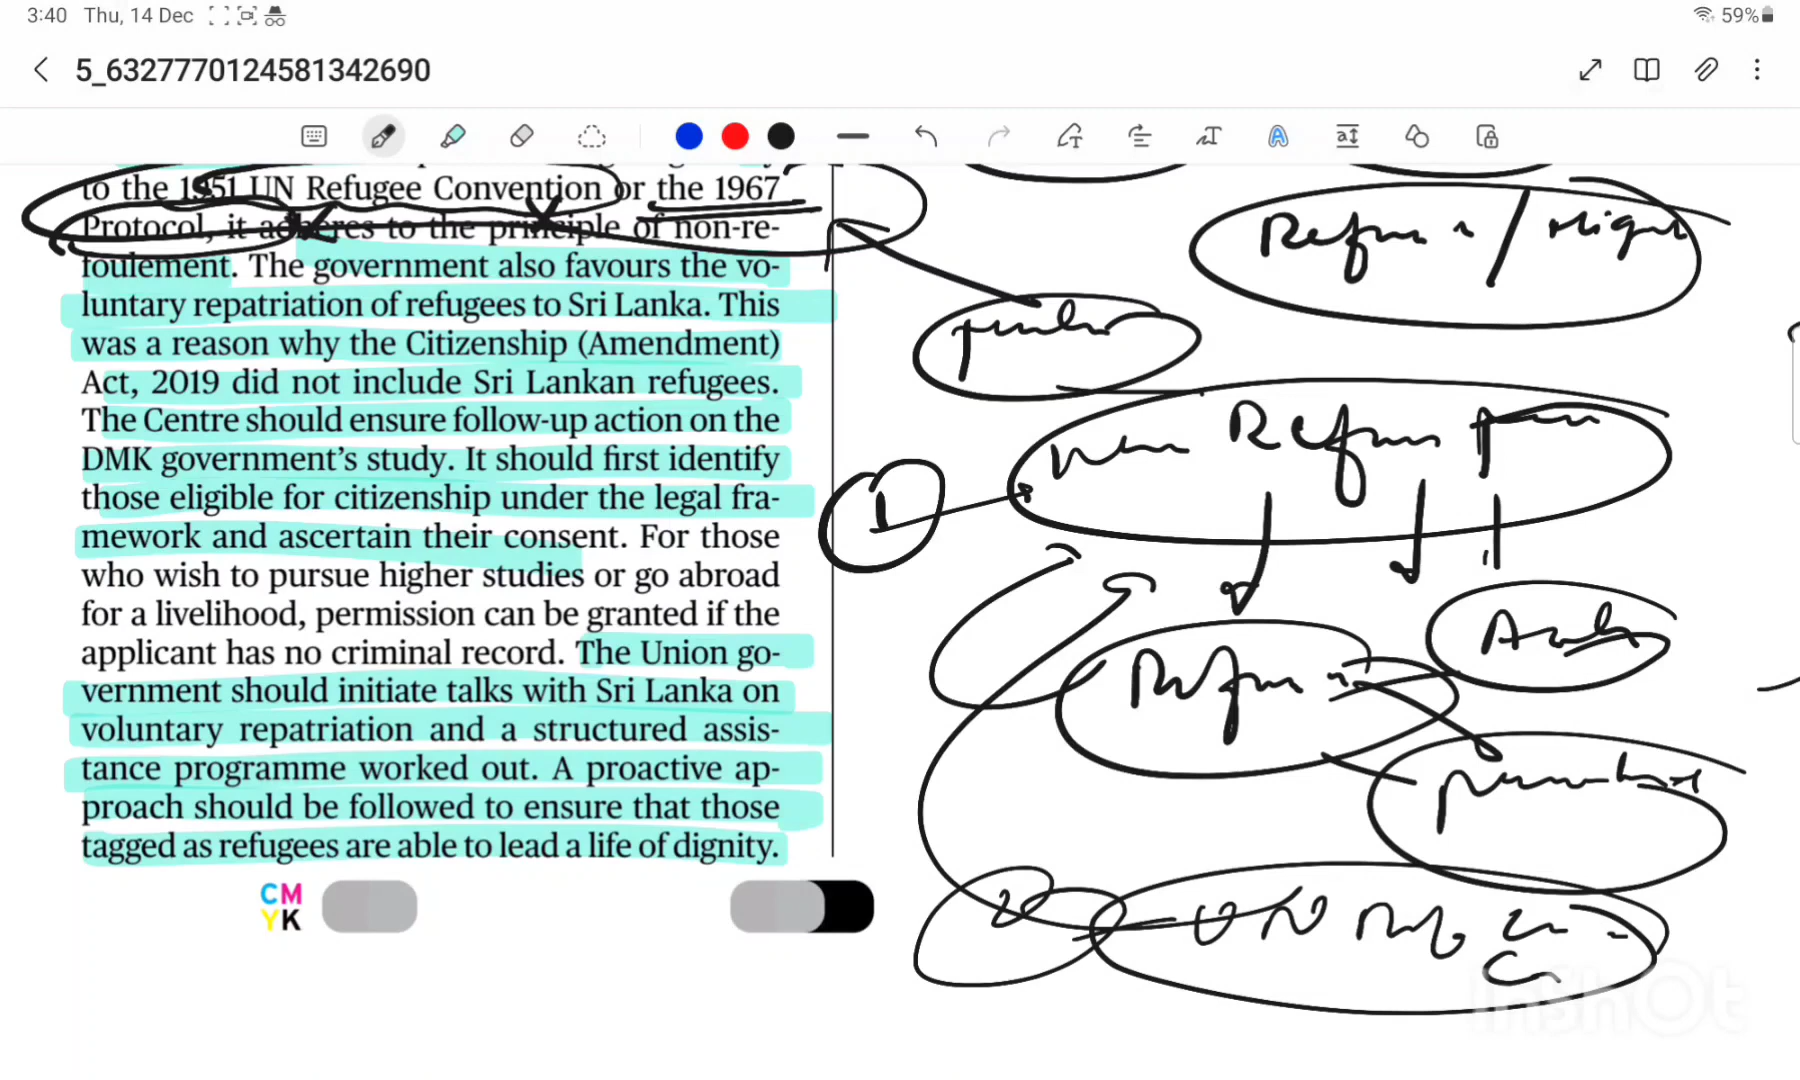 3:40 Thu, 14 Dec
59%
5_6327770124581342690
to the 1951 UN Refugee Convention or the 1967
Protocol, it adheres to the principle of non-re-
foulement. The government also favours the vo-
luntary repatriation of refugees to Sri Lanka. This
was a reason why the Citizenship (Amendment)
Act, 2019 did not include Sri Lankan refugees.
The Centre should ensure follow-up action on the
DMK government's study. It should first identify
those eligible for citizenship under the legal fra-
mework and ascertain their consent. For those
who wish to pursue higher studies or go abroad
for a livelihood, permission can be granted if the
applicant has no criminal record. The Union go-
vernment should initiate talks with Sri Lanka on
voluntary repatriation and a structured assis-
tance programme worked out. A proactive ap-
proach should be followed to ensure that those
tagged as refugees are able to lead a life of dignity.
CM
YK
1
2
UN
InShOt